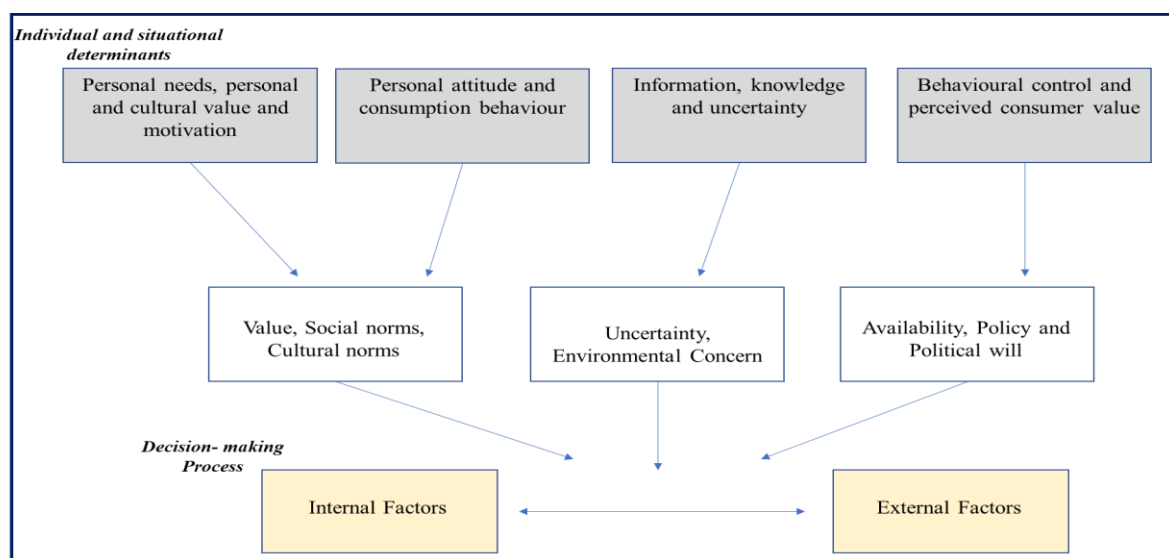 Individual and situational
determinants
Personal needs, personal
and cultural value and
motivation
Personal attitude and
consumption behaviour
Information, knowledge
and uncertainty
Behavioural control and
perceived consumer value
Value, Social norms,
Cultural norms
Uncertainty,
Environmental Concern
Availability, Policy and
Political will
Decision- making
Process
Internal Factors
External Factors